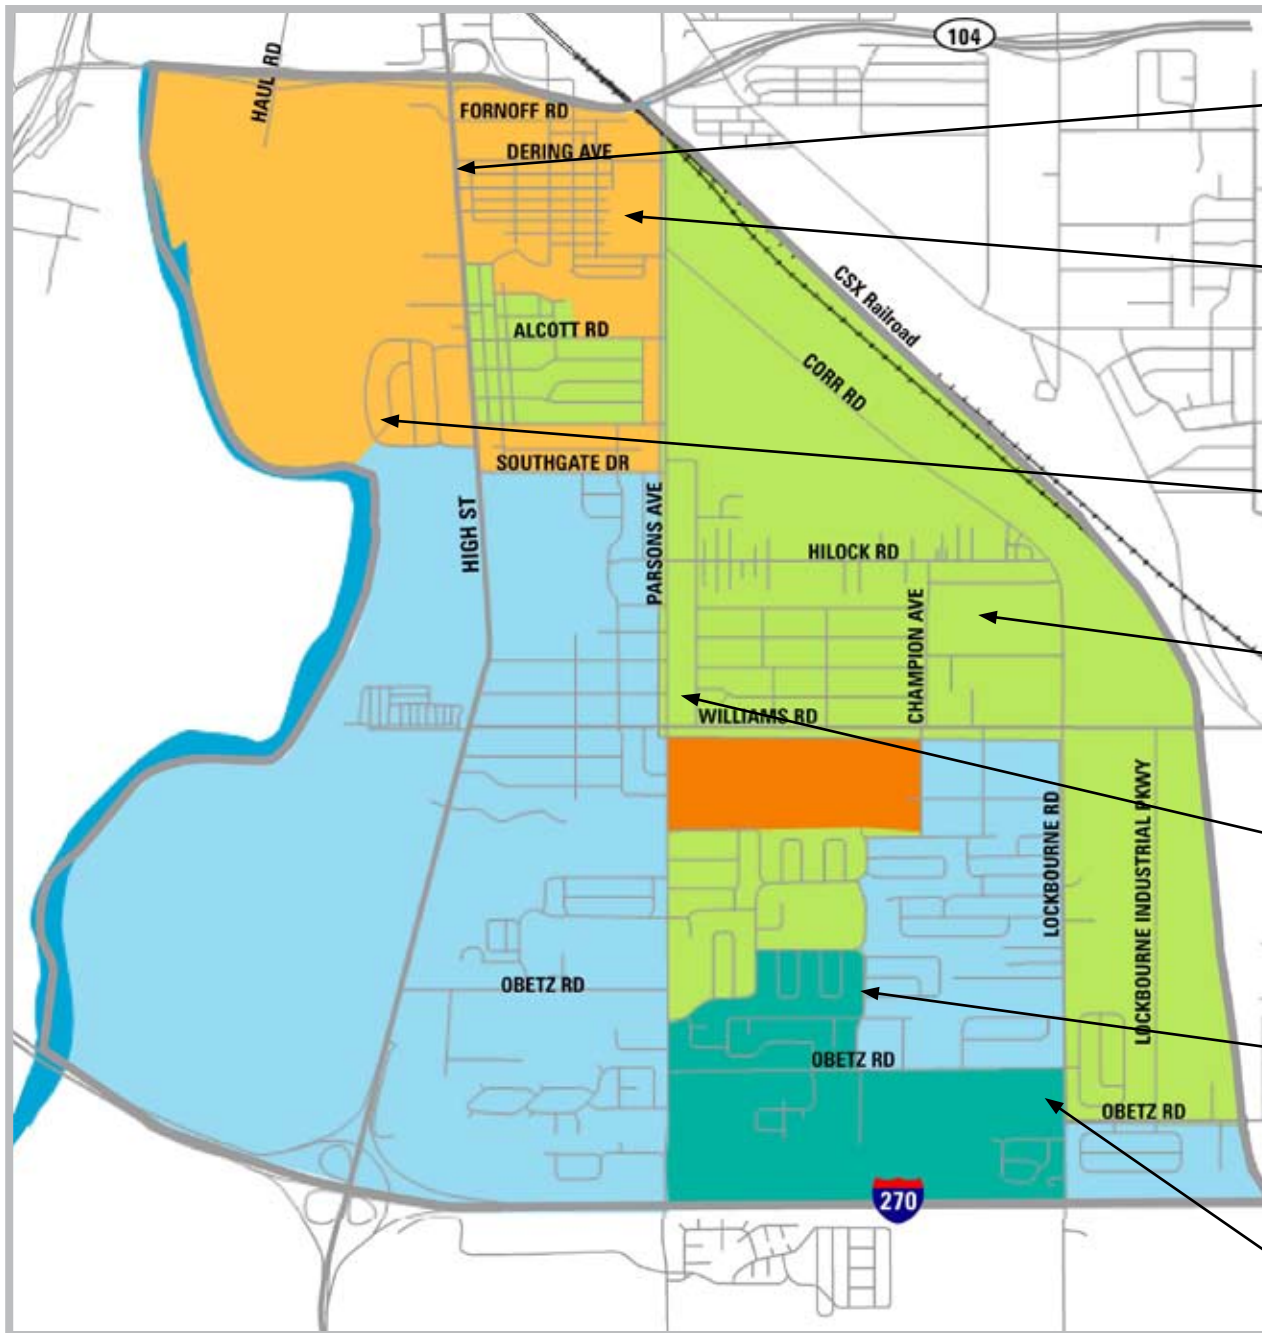 104
HAUL RD
FORNOFF RD
DERING AVE
CSX Railroad
ALCOTT RD
CORR RD
SOUTHGATE DR
HIGH ST
PARSONS AVE
HILOCK RD
CHAMPION AVE
WILLIAMS RD
LOCKBOURNE RD
LOCKBOURNE INDUSTRIAL PKWY
OBETZ RD
OBETZ RD
OBETZ RD
270